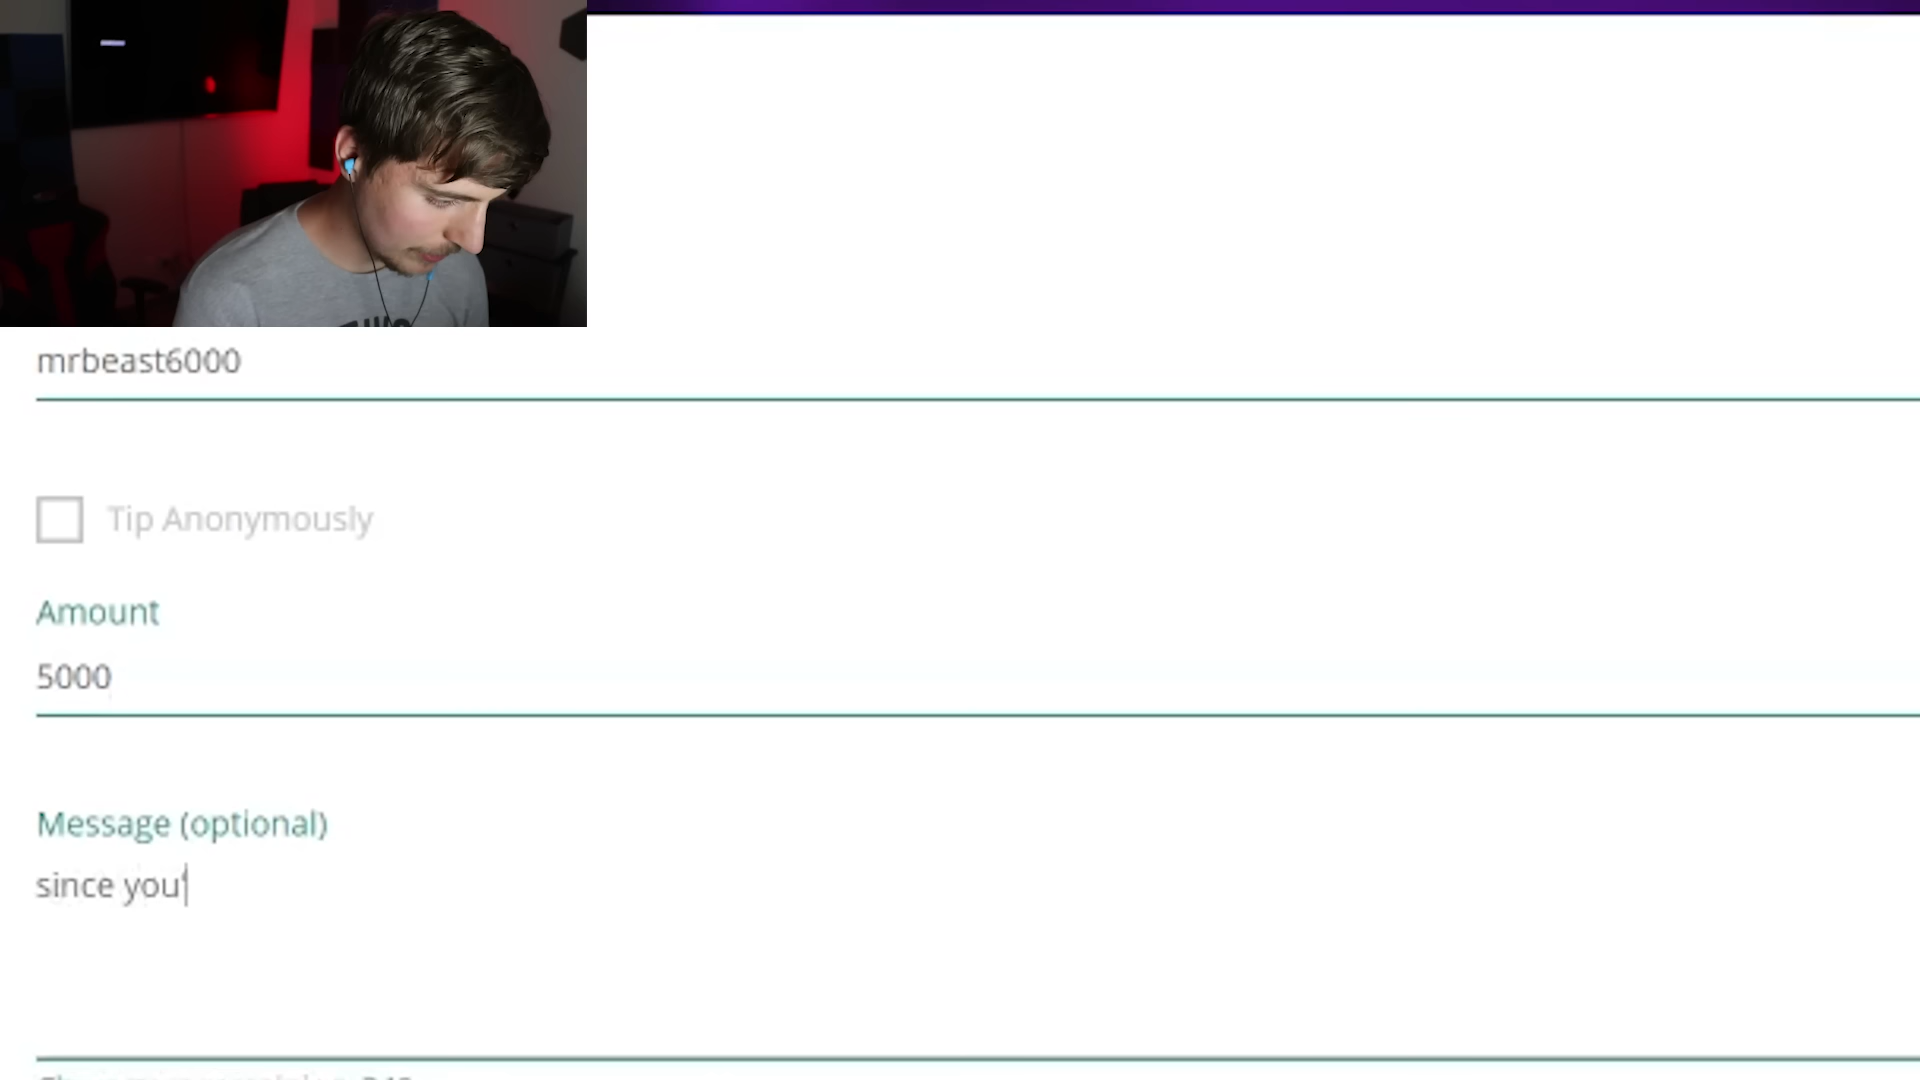 mrbeast6000
Tip Anonymously
Amount
5000
Message (optional)
since you'